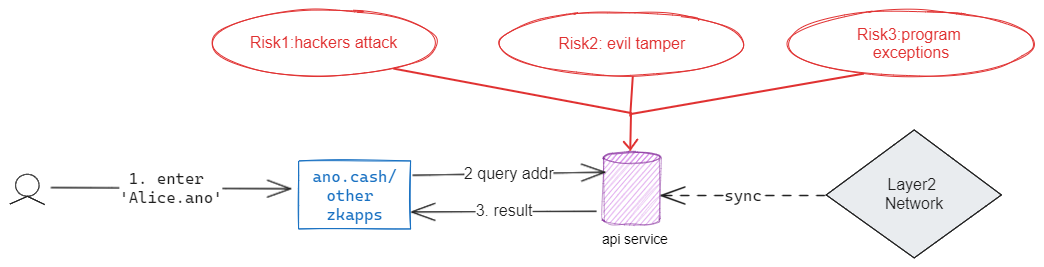 Risk1:hackers attack
Risk2: evil tamper
Risk3:program
exceptions
1. enter
'Alice.ano'
ano.cash/
other
zkapps
2 query addr
3. result
api service
sync
Layer2
Network